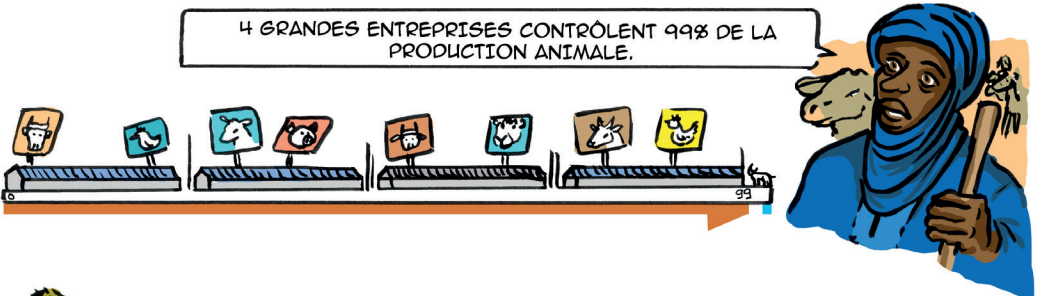 4 GRANDES ENTREPRISES CONTRÔLENT 99% DE LA
PRODUCTION ANIMALE.
0
99